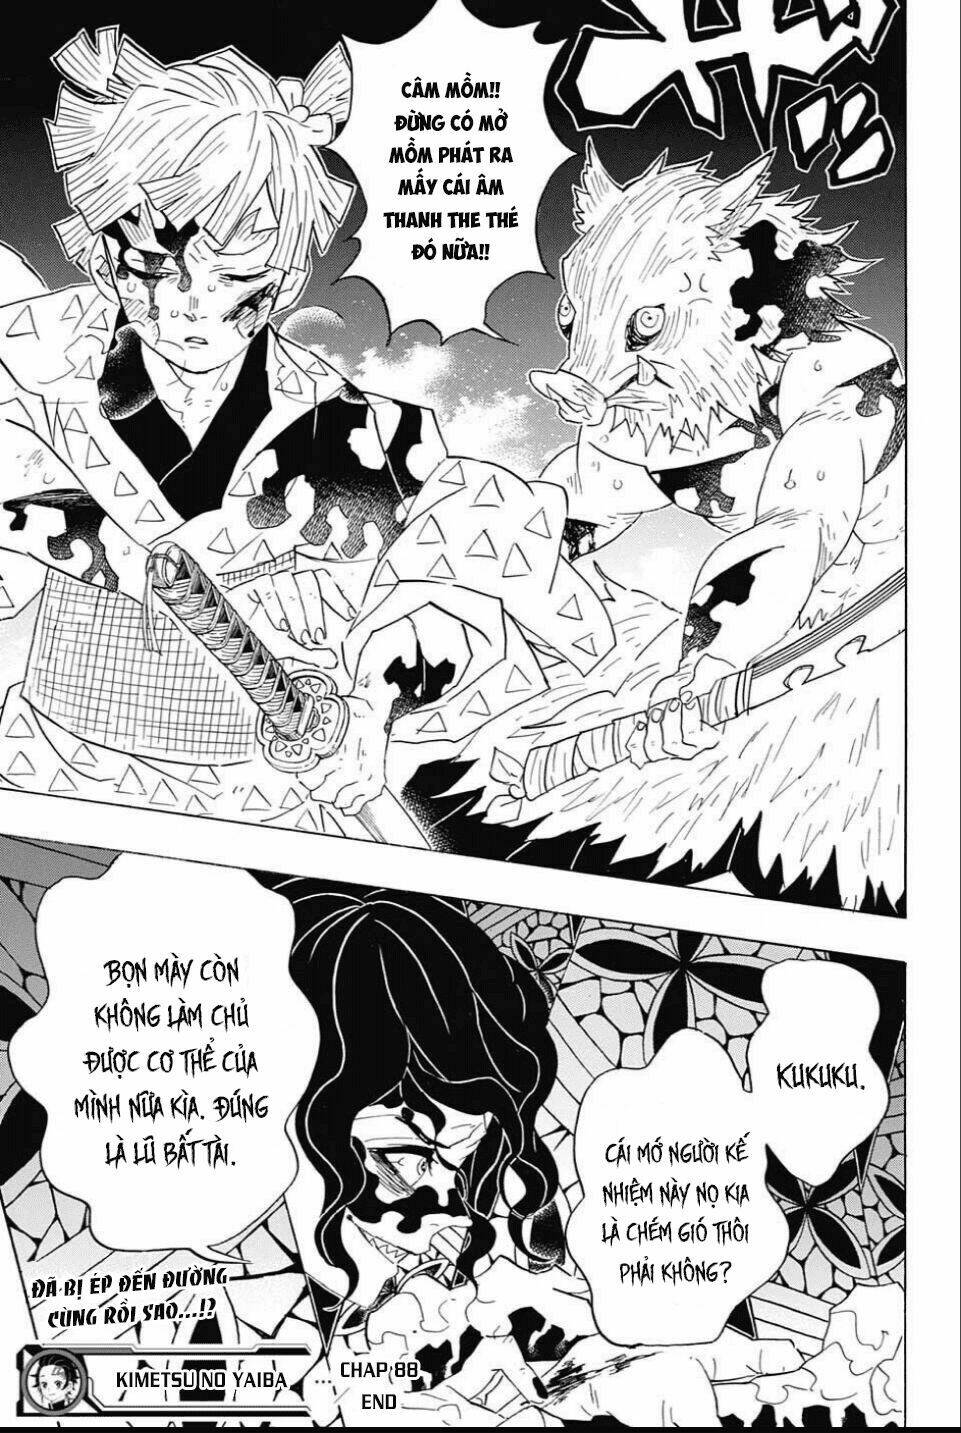 CÂM MỒM!!
ĐỪNG CÓ MỞ
MỒM PHÁT RA
MẤY CÁI ÂM
THANH THE THÉ
ĐÓ NỮA!!
KUKUKU.
CÁI MỚ NGƯỜI KẾ
NHIỆM NÀY NỌ KIA
LÀ CHÉM GIÓ THÔI
PHẢI KHÔNG?
BỌN MÀY CÒN
KHÔNG LÀM CHỦ
ĐƯỢC CƠ THỂ CỦA
MÌNH NỮA KÌA. ĐÚNG
LÀ LŨ BẤT TÀI.
ĐÃ BỊ ÉP ĐẾN ĐƯỜNG
CÙNG RỒI SAO...!?
KIMETSU NO YAIBA ... CHAP 88
END